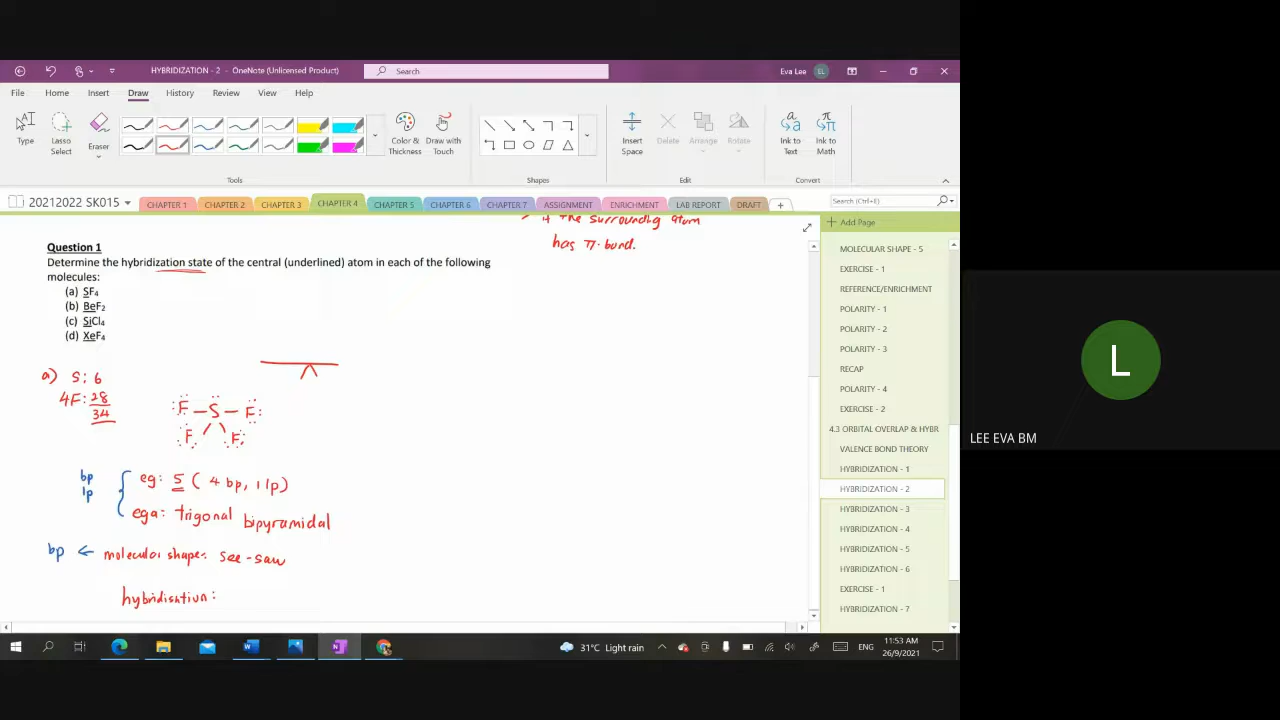 HYBRIDIZATION - 2 - OneNote (Unlicensed Product)
Search
Eva Lee
EL
File
Home
Insert
Draw
History
Review
View
Help
Type
Lasso Select
Eraser
Color & Thickness
Draw with Touch
Insert Space
Delete
Arrange
Rotate
Ink to Text
Ink to Math
Tools
Shapes
Edit
Convert
20212022 SK015
CHAPTER 1
CHAPTER 2
CHAPTER 3
CHAPTER 4
CHAPTER 5
CHAPTER 6
CHAPTER 7
ASSIGNMENT
ENRICHMENT
LAB REPORT
DRAFT
+
Search (Ctrl+E)
if the surrounding atom
has π-bond.
Question 1
Determine the hybridization state of the central (underlined) atom in each of the following
molecules:
(a) SF4
(b) BeF2
(c) SiCl4
(d) XeF4
a) S: 6
4F: 28
34
F — S — F
F F
bp
lp
eg: 5 ( 4 bp, 1 lp)
ega: trigonal bipyramidal
bp ← molecular shape: see-saw
hybridisation:
Add Page
MOLECULAR SHAPE - 5
EXERCISE - 1
REFERENCE/ENRICHMENT
POLARITY - 1
POLARITY - 2
POLARITY - 3
RECAP
POLARITY - 4
EXERCISE - 2
4.3 ORBITAL OVERLAP & HYBR
VALENCE BOND THEORY
HYBRIDIZATION - 1
HYBRIDIZATION - 2
HYBRIDIZATION - 3
HYBRIDIZATION - 4
HYBRIDIZATION - 5
HYBRIDIZATION - 6
EXERCISE - 1
HYBRIDIZATION - 7
L
LEE EVA BM
31°C Light rain
ENG
11:53 AM
26/9/2021